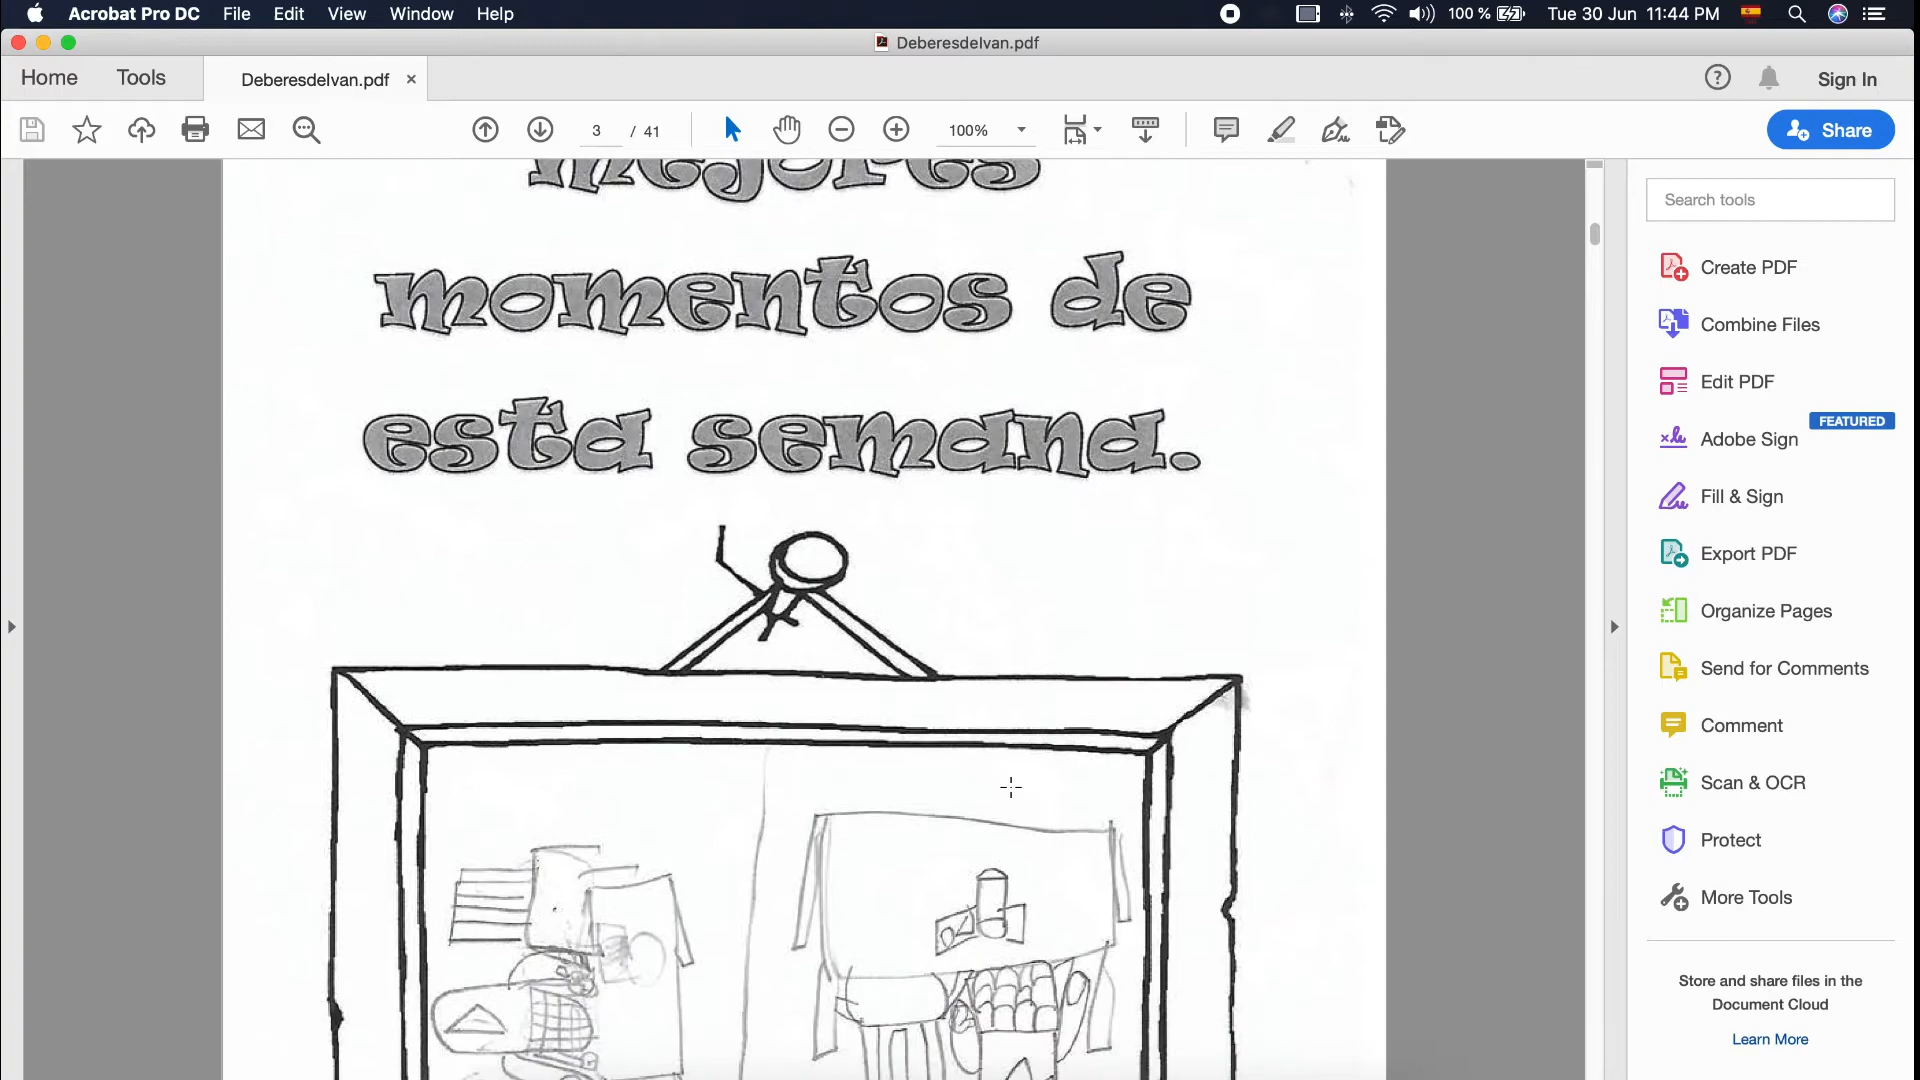 Acrobat Pro DC File Edit View Window Help 100 % Tue 30 Jun 11:44 PM
DeberesdeIvan.pdf
Home Tools DeberesdeIvan.pdf × ? Sign In
3 / 41 100% Share
mejores
momentos de
esta semana.
Search tools
Create PDF
Combine Files
Edit PDF
FEATURED
Adobe Sign
Fill & Sign
Export PDF
Organize Pages
Send for Comments
Comment
Scan & OCR
Protect
More Tools
Store and share files in the
Document Cloud
Learn More